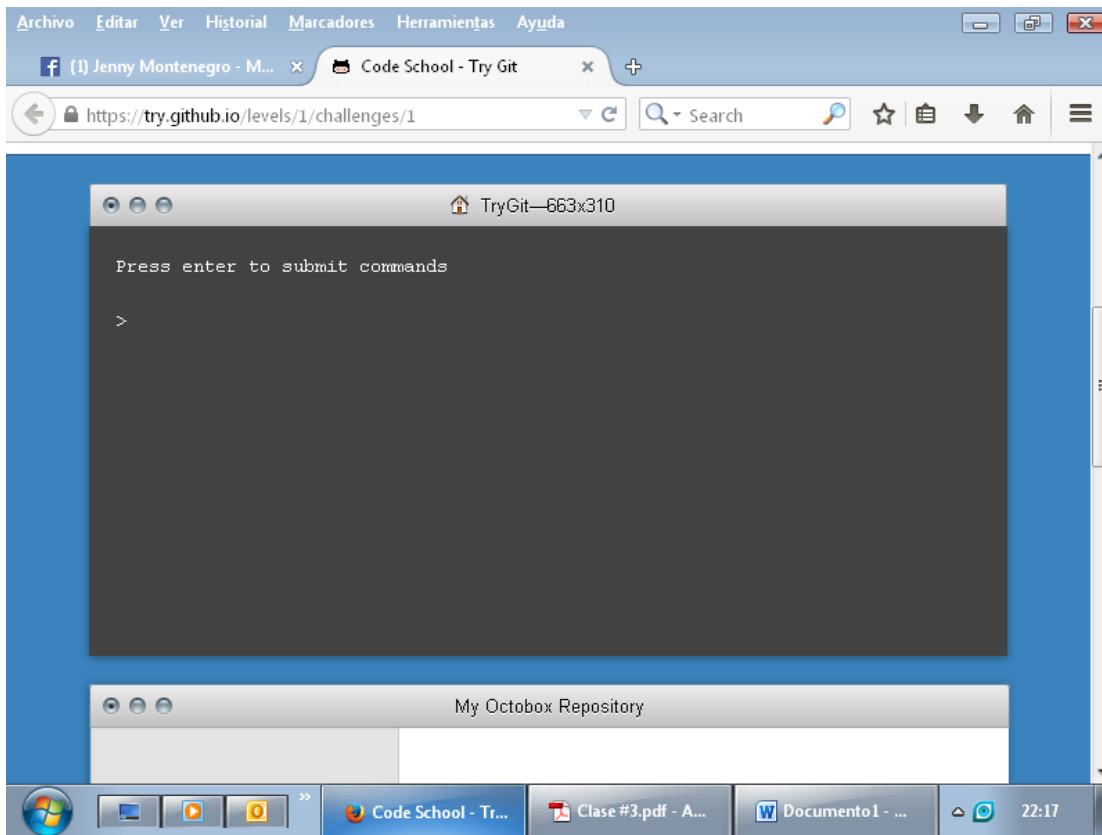 Archivo Editar Ver Historial Marcadores Herramientas Ayuda
(1) Jenny Montenegro - M... Code School - Try Git
https://try.github.io/levels/1/challenges/1 Search
TryGit—663x310
Press enter to submit commands
>
My Octobox Repository
Code School - Tr... Clase #3.pdf - A... Documento1 - ... 22:17